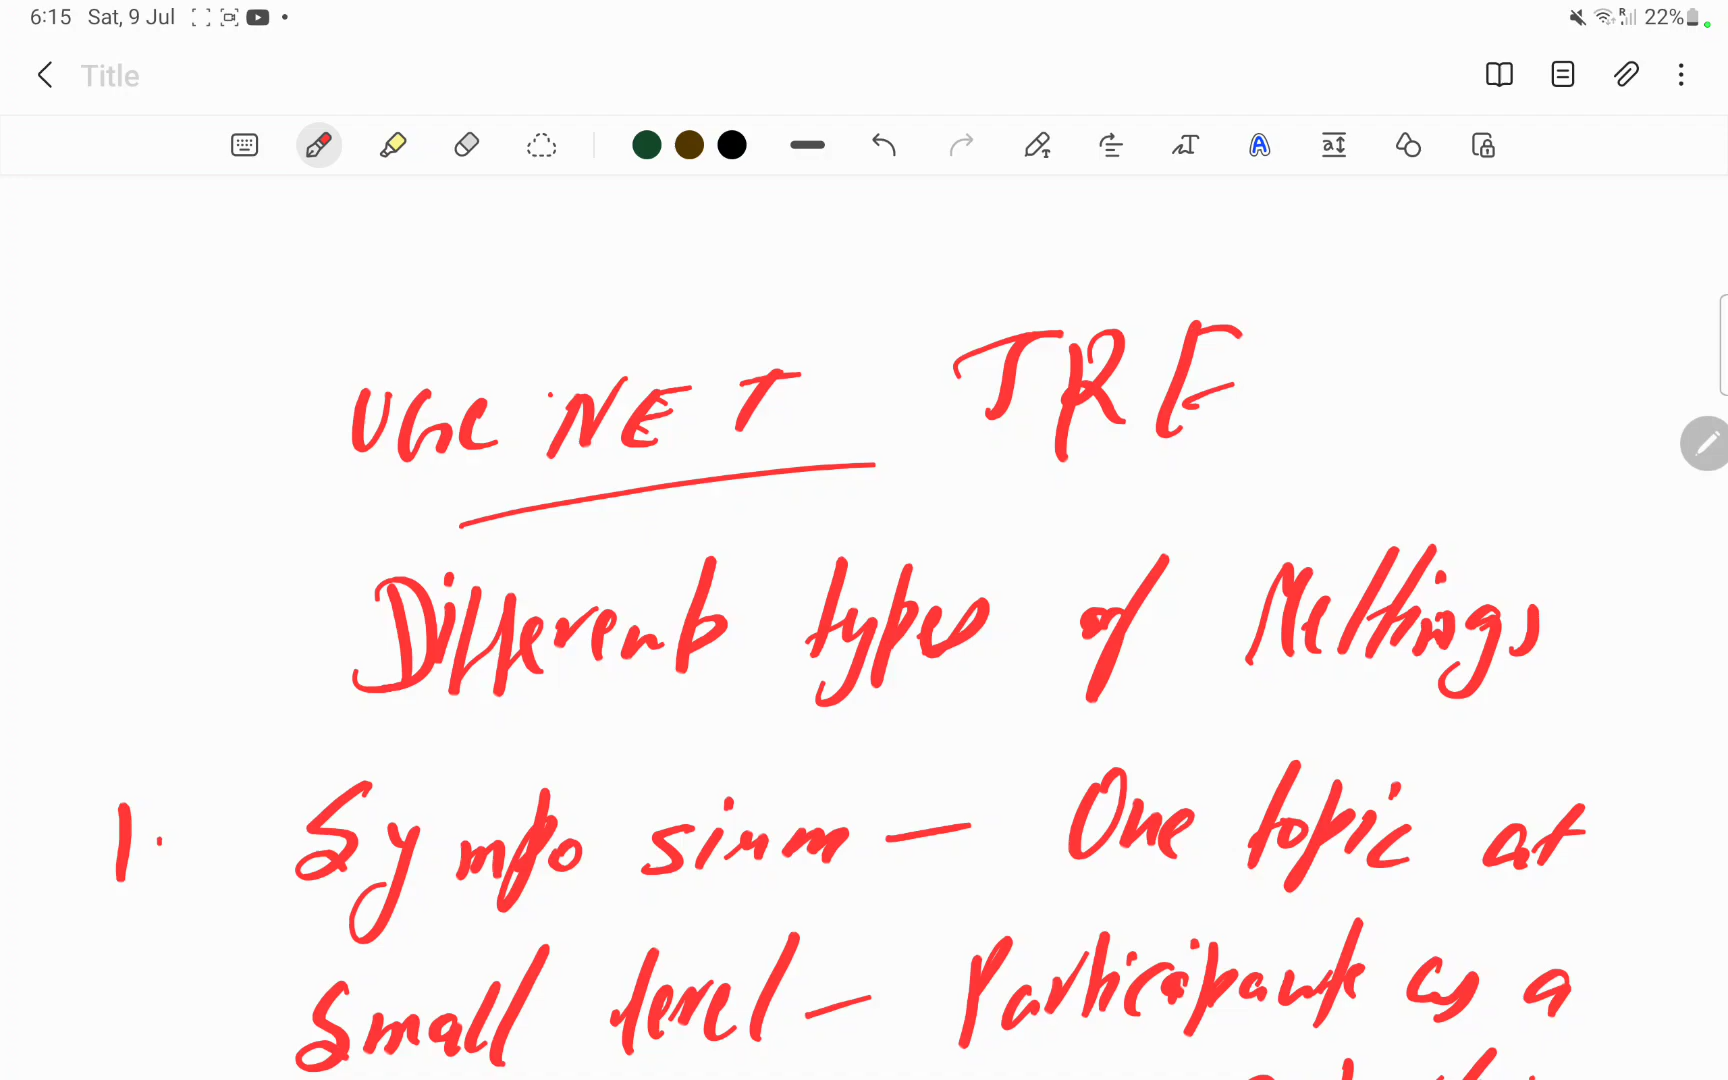 6:15 Sat, 9 Jul 22%
Title
UGC NET JRF
Different types of Mettings
1. Symposium — One topic at
Small level — Participants as a